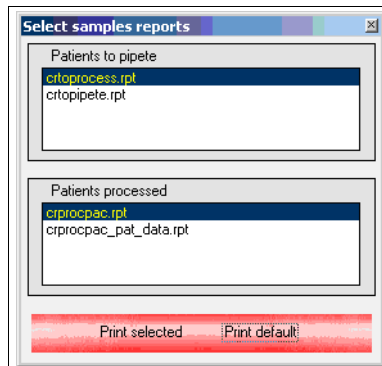 Select samples reports
Patients to pipete
crtoprocess.rpt
crtopipete.rpt
Patients processed
crprocpac.rpt
crprocpac_pat_data.rpt
Print selected Print default